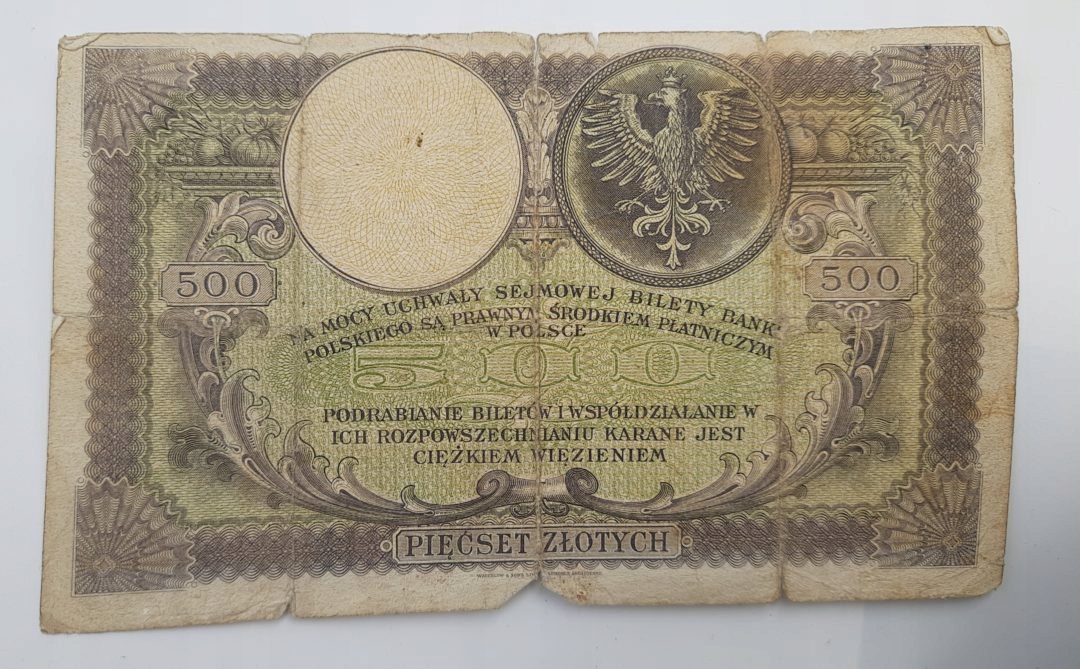 500
500
NA MOCY UCHWAŁY SEJMOWEJ BILETY BANK
POLSKIEGO SĄ PRAWNYM ŚRODKIEM PŁATNICZYM
W POLSCE
500
PODRABIANIE BILETÓW I WSPÓŁDZIAŁANIE W
ICH ROZPOWSZECHNIANIU KARANE JEST
CIĘŻKIEM WIEZIENIEM
PIĘĆSET ZŁOTYCH